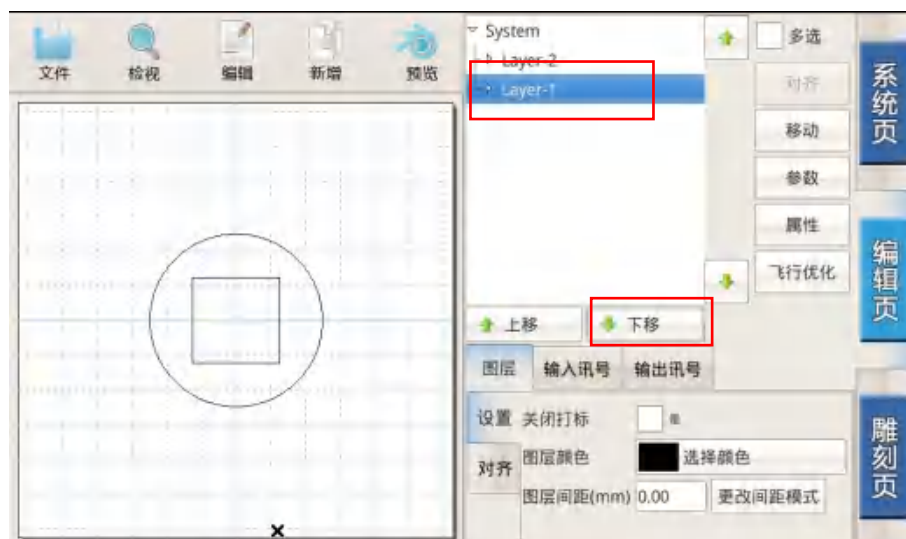 文件
检视
编辑
新增
预览
System
Layer-2
Layer-1
多选
对齐
移动
参数
属性
飞行优化
上移
下移
图层
输入讯号
输出讯号
设置
关闭打标
是
对齐
图层颜色
选择颜色
图层间距(mm)
0.00
更改间距模式
系统页
编辑页
雕刻页